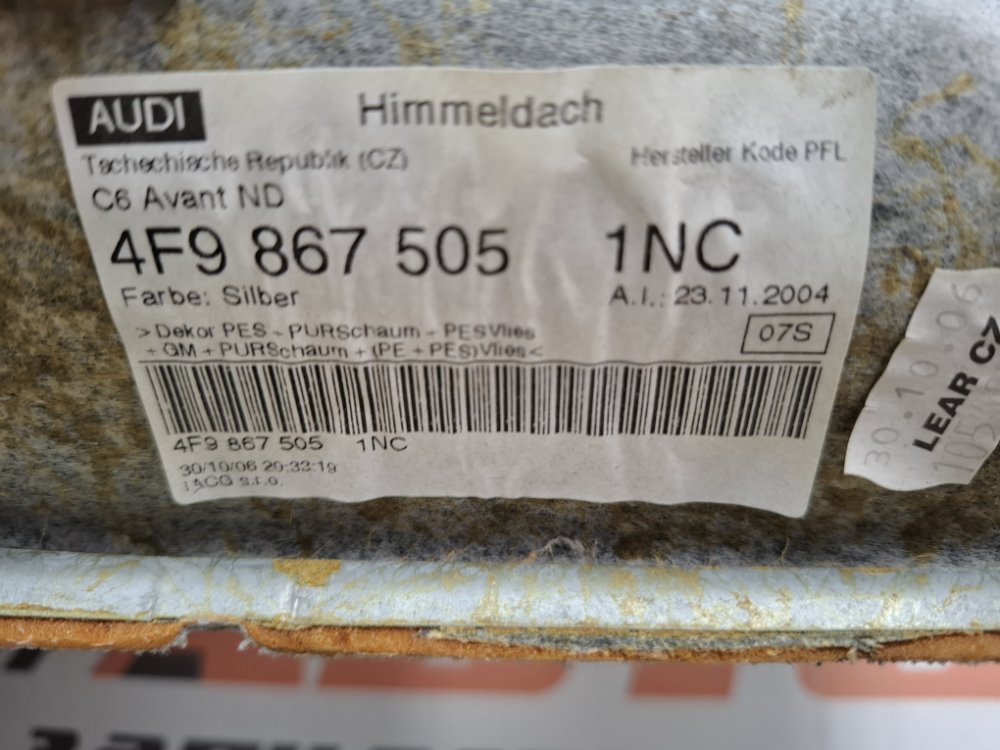 AUDI
Himmeldach
Tschechische Republik (CZ)
Hersteller Kode PFL
C6 Avant ND
4F9 867 505 1NC
Farbe: Silber
A.I.: 23.11.2004
>Dekor PES - PURSchaum - PESVlies
+ GM + PURSchaum + (PE + PES)Vlies<
07S
4F9 867 505 1NC
30/10/06 20:33:19
IACG s.r.o.
30.10.06
LEAR CZ